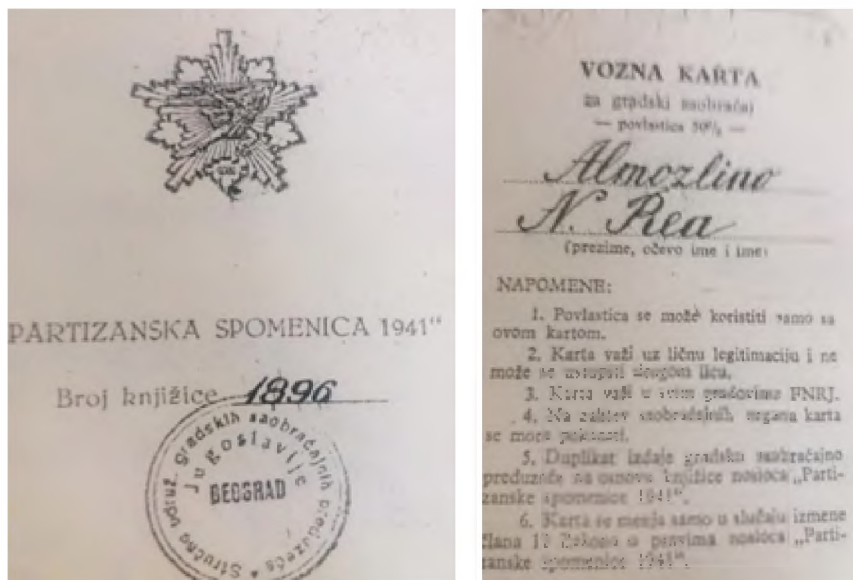 PARTIZANSKA SPOMENICA 1941"
Broj knjižice 1896
Stručno udruž. gradskih saobraćajnih preduzeća
Jugoslavije
BEOGRAD
VOZNA KARTA
za gradski saobraćaj
— povlastica 50% —
Almozlino
N. Rea
(prezime, očevo ime i ime)
NAPOMENE:
1. Povlastica se može koristiti samo sa
ovom kartom.
2. Karta važi uz ličnu legitimaciju i ne
može se ustupati drugom licu.
3. Karta važi u svim gradovima FNRJ.
4. Na zahtev saobraćajnih organa karta
se mora pokazati.
5. Duplikat izdaje gradsko saobraćajno
preduzeće na osnovu knjižice nosioca „Parti-
zanske spomenice 1941".
6. Karta se menja samo u slučaju izmene
člana Zakona o pravima nosioca „Parti-
zanske spomenice 1941".